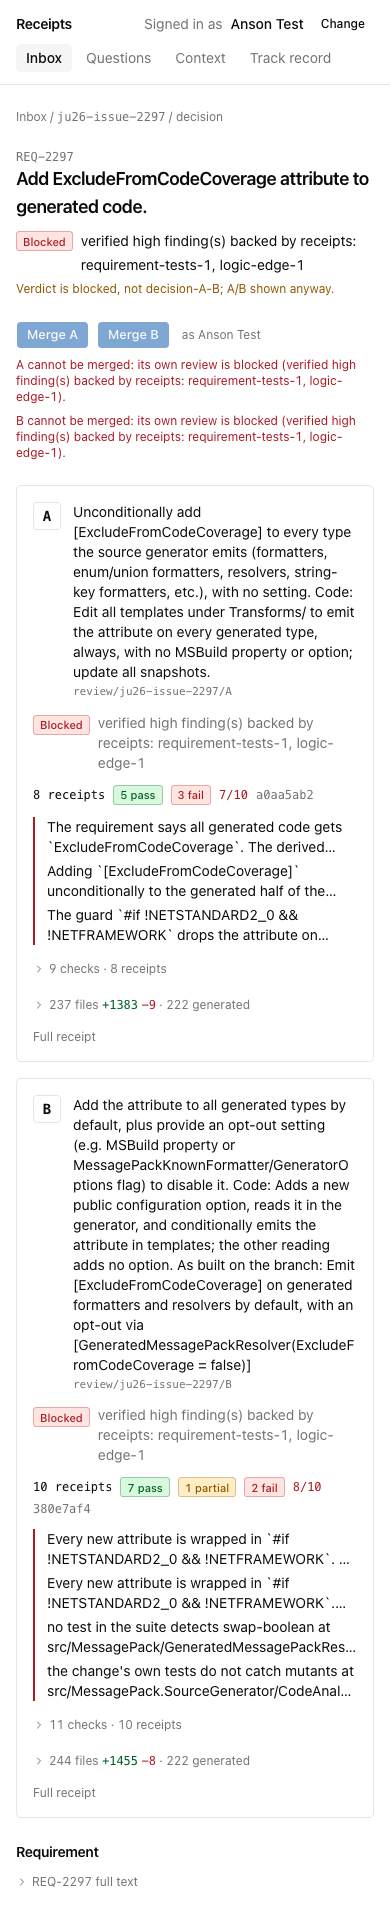 Receipts Signed in as Anson Test Change
Inbox Questions Context Track record
Inbox / ju26-issue-2297 / decision
REQ-2297
Add ExcludeFromCodeCoverage attribute to
generated code.
Blocked verified high finding(s) backed by receipts:
requirement-tests-1, logic-edge-1
Verdict is blocked, not decision-A-B; A/B shown anyway.
Merge A Merge B as Anson Test
A cannot be merged: its own review is blocked (verified high
finding(s) backed by receipts: requirement-tests-1, logic-
edge-1).
B cannot be merged: its own review is blocked (verified high
finding(s) backed by receipts: requirement-tests-1, logic-
edge-1).
A Unconditionally add
[ExcludeFromCodeCoverage] to every type
the source generator emits (formatters,
enum/union formatters, resolvers, string-
key formatters, etc.), with no setting. Code:
Edit all templates under Transforms/ to emit
the attribute on every generated type,
always, with no MSBuild property or option;
update all snapshots.
review/ju26-issue-2297/A
Blocked verified high finding(s) backed by
receipts: requirement-tests-1, logic-
edge-1
8 receipts 5 pass 3 fail 7/10 a0aa5ab2
The requirement says all generated code gets
`ExcludeFromCodeCoverage`. The derived…
Adding `[ExcludeFromCodeCoverage]`
unconditionally to the generated half of the…
The guard `#if !NETSTANDARD2_0 &&
!NETFRAMEWORK` drops the attribute on…
9 checks · 8 receipts
237 files +1383 −9 · 222 generated
Full receipt
B Add the attribute to all generated types by
default, plus provide an opt-out setting
(e.g. MSBuild property or
MessagePackKnownFormatter/GeneratorO
ptions flag) to disable it. Code: Adds a new
public configuration option, reads it in the
generator, and conditionally emits the
attribute in templates; the other reading
adds no option. As built on the branch: Emit
[ExcludeFromCodeCoverage] on generated
formatters and resolvers by default, with an
opt-out via
[GeneratedMessagePackResolver(ExcludeF
romCodeCoverage = false)]
review/ju26-issue-2297/B
Blocked verified high finding(s) backed by
receipts: requirement-tests-1, logic-
edge-1
10 receipts 7 pass 1 partial 2 fail 8/10
380e7af4
Every new attribute is wrapped in `#if
!NETSTANDARD2_0 && !NETFRAMEWORK`. …
Every new attribute is wrapped in `#if
!NETSTANDARD2_0 && !NETFRAMEWORK`.…
no test in the suite detects swap-boolean at
src/MessagePack/GeneratedMessagePackRes…
the change's own tests do not catch mutants at
src/MessagePack.SourceGenerator/CodeAnal…
11 checks · 10 receipts
244 files +1455 −8 · 222 generated
Full receipt
Requirement
REQ-2297 full text